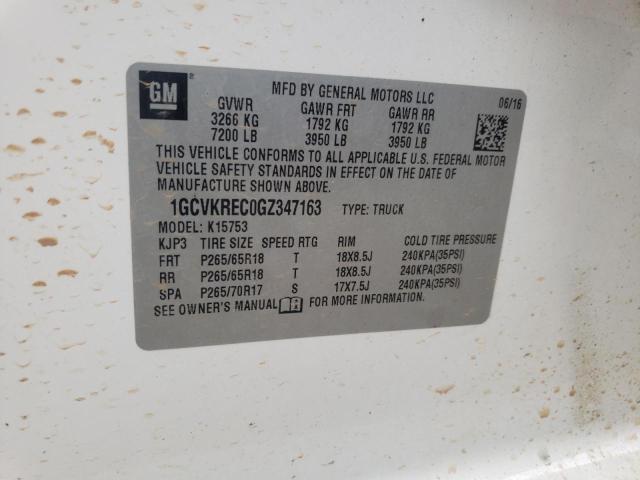 GM
MFD BY GENERAL MOTORS LLC
06/16
GVWR GAWR FRT GAWR RR
3266 KG 1792 KG 1792 KG
7200 LB 3950 LB 3950 LB
THIS VEHICLE CONFORMS TO ALL APPLICABLE U.S. FEDERAL MOTOR
VEHICLE SAFETY STANDARDS IN EFFECT ON THE DATE OF
MANUFACTURE SHOWN ABOVE.
1GCVKREC0GZ347163 TYPE: TRUCK
MODEL: K15753
KJP3 TIRE SIZE SPEED RTG RIM COLD TIRE PRESSURE
FRT P265/65R18 T 18X8.5J 240KPA(35PSI)
RR P265/65R18 T 18X8.5J 240KPA(35PSI)
SPA P265/70R17 S 17X7.5J 240KPA(35PSI)
SEE OWNER'S MANUAL FOR MORE INFORMATION.